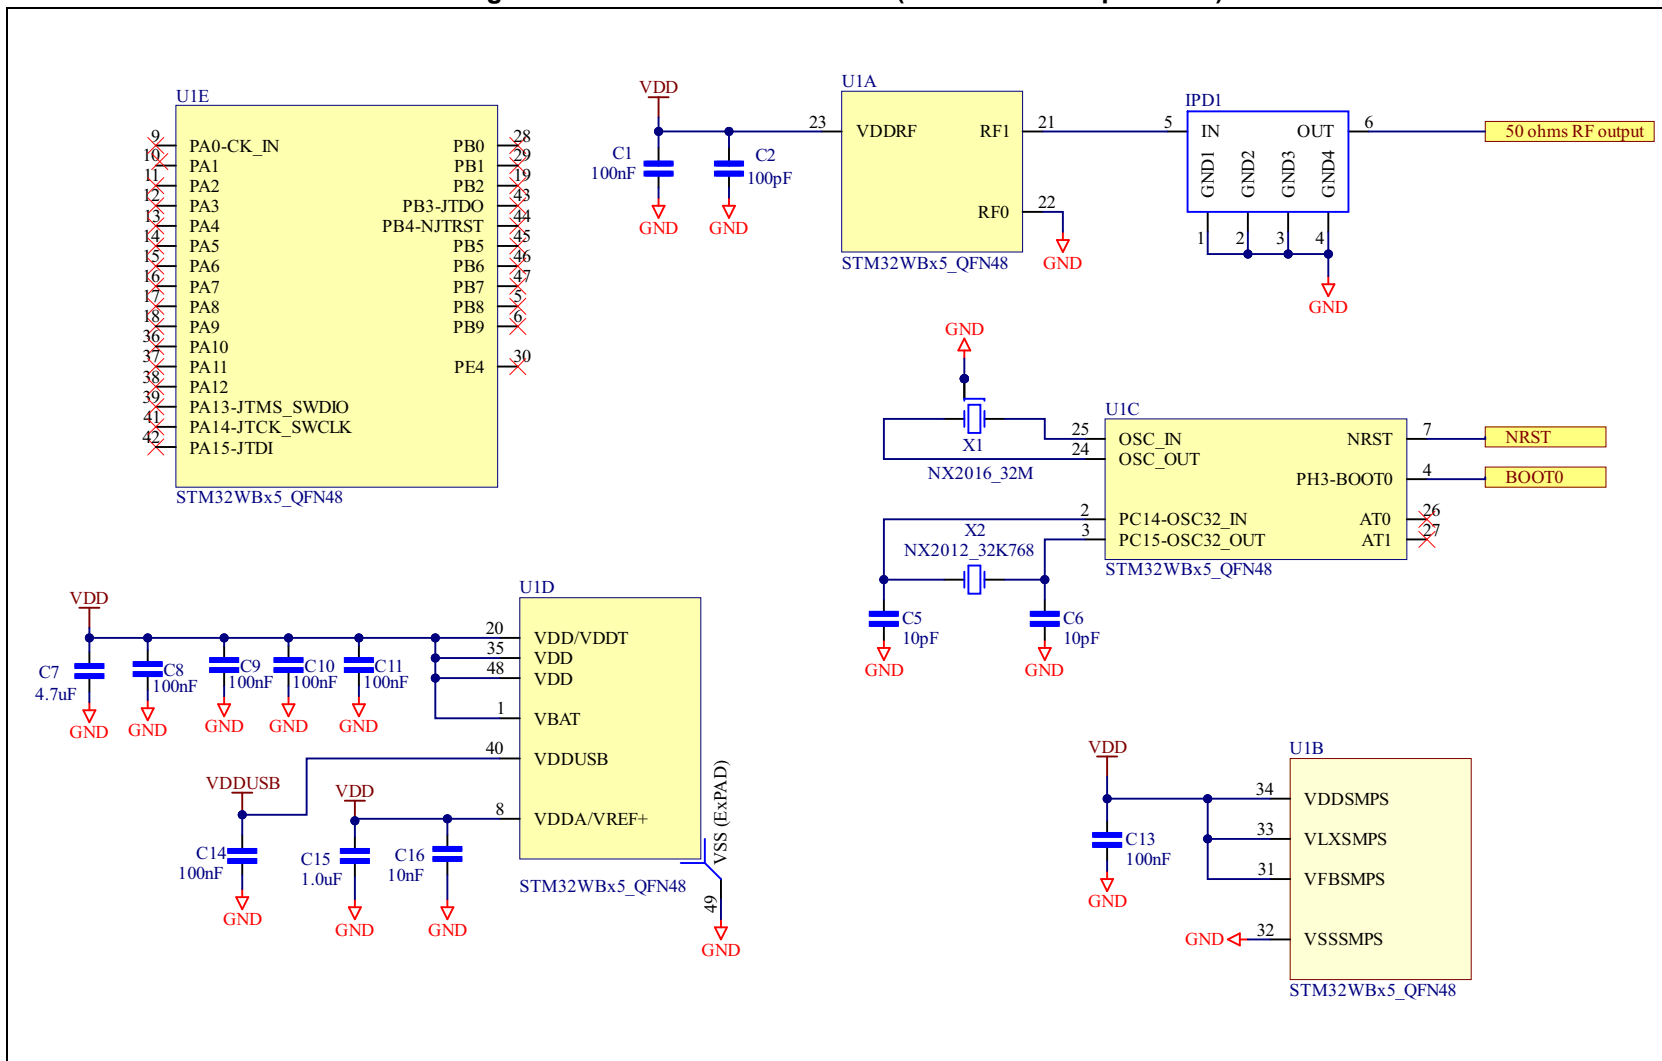 U1E
9 PA0-CK_IN PB0 28
10 PA1 PB1 29
11 PA2 PB2 19
12 PA3 PB3-JTDO 43
13 PA4 PB4-NJTRST 44
14 PA5 PB5 45
15 PA6 PB6 46
16 PA7 PB7 47
17 PA8 PB8 5
18 PA9 PB9 6
36 PA10
37 PA11 PE4 30
38 PA12
39 PA13-JTMS_SWDIO
41 PA14-JTCK_SWCLK
42 PA15-JTDI
STM32WBx5_QFN48
VDD
C1
100nF
GND
C2
100pF
GND
U1A
23 VDDRF RF1 21
RF0 22
GND
STM32WBx5_QFN48
IPD1
5 IN OUT 6
GND1 GND2 GND3 GND4
1 2 3 4
GND
50 ohms RF output
GND
X1
NX2016_32M
X2
NX2012_32K768
C5
10pF
GND
C6
10pF
GND
U1C
25 OSC_IN NRST 7
24 OSC_OUT
PH3-BOOT0 4
2 PC14-OSC32_IN AT0 26
3 PC15-OSC32_OUT AT1 27
STM32WBx5_QFN48
NRST
BOOT0
VDD
C7
4.7uF
GND
C8
100nF
GND
C9
100nF
GND
C10
100nF
GND
C11
100nF
GND
U1D
20 VDD/VDDT
35 VDD
48 VDD
1 VBAT
40 VDDUSB
8 VDDA/VREF+
VSS (ExPAD)
49
GND
STM32WBx5_QFN48
VDDUSB
C14
100nF
GND
VDD
C15
1.0uF
GND
C16
10nF
GND
VDD
C13
100nF
GND
U1B
34 VDDSMPS
33 VLXSMPS
31 VFBSMPS
GND 32 VSSSMPS
STM32WBx5_QFN48